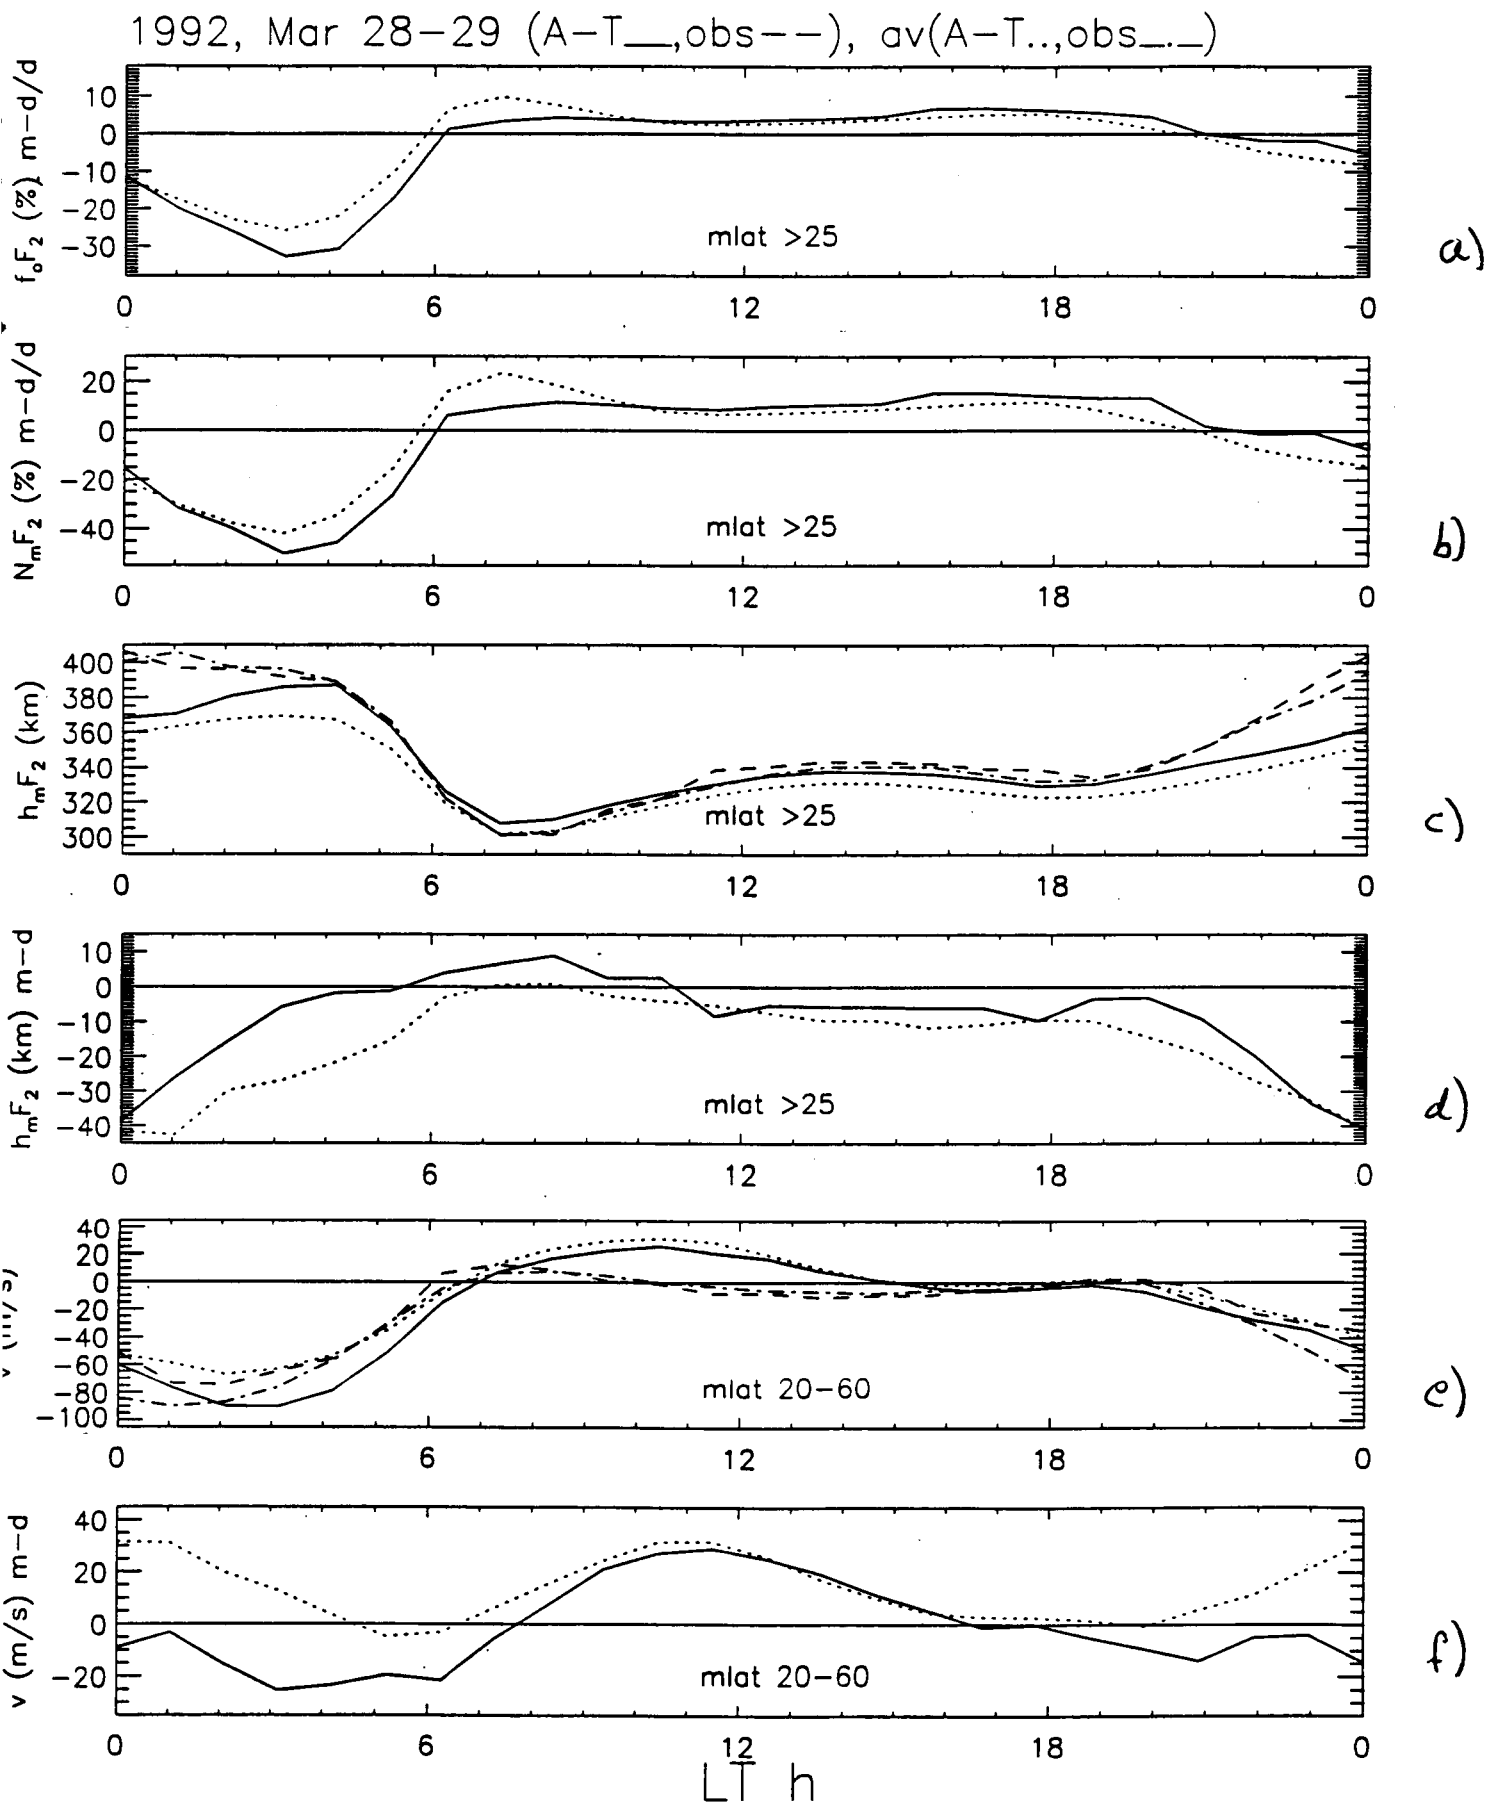 1992, Mar 28-29 (A-T__,obs--), av(A-T..,obs_._)
f₀F₂ (%) m-d/d
10
0
-10
-20
-30
mlat >25
a)
0 6 12 18 0
NₘF₂ (%) m-d/d
20
0
-20
-40
mlat >25
b)
0 6 12 18 0
hₘF₂ (km)
400
380
360
340
320
300
mlat >25
c)
0 6 12 18 0
hₘF₂ (km) m-d
10
0
-10
-20
-30
-40
mlat >25
d)
0 6 12 18 0
v (m/s)
40
20
0
-20
-40
-60
-80
-100
mlat 20-60
e)
0 6 12 18 0
v (m/s) m-d
40
20
0
-20
mlat 20-60
f)
0 6 12 18 0
LT h